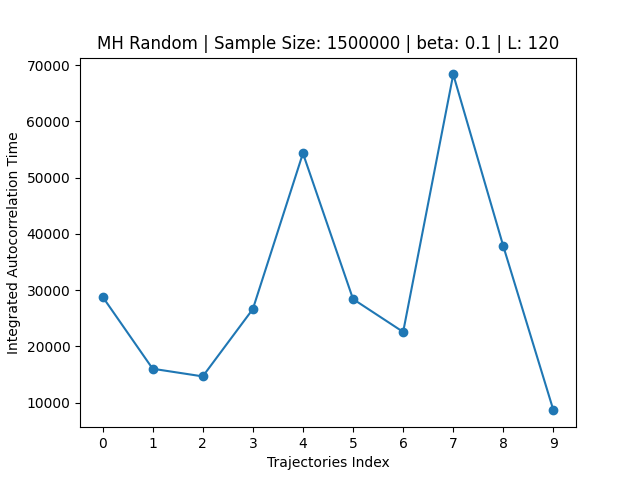 MH Random | Sample Size: 1500000 | beta: 0.1 | L: 120
70000
60000
50000
40000
30000
20000
10000
Integrated Autocorrelation Time
0 1 2 3 4 5 6 7 8 9
Trajectories Index